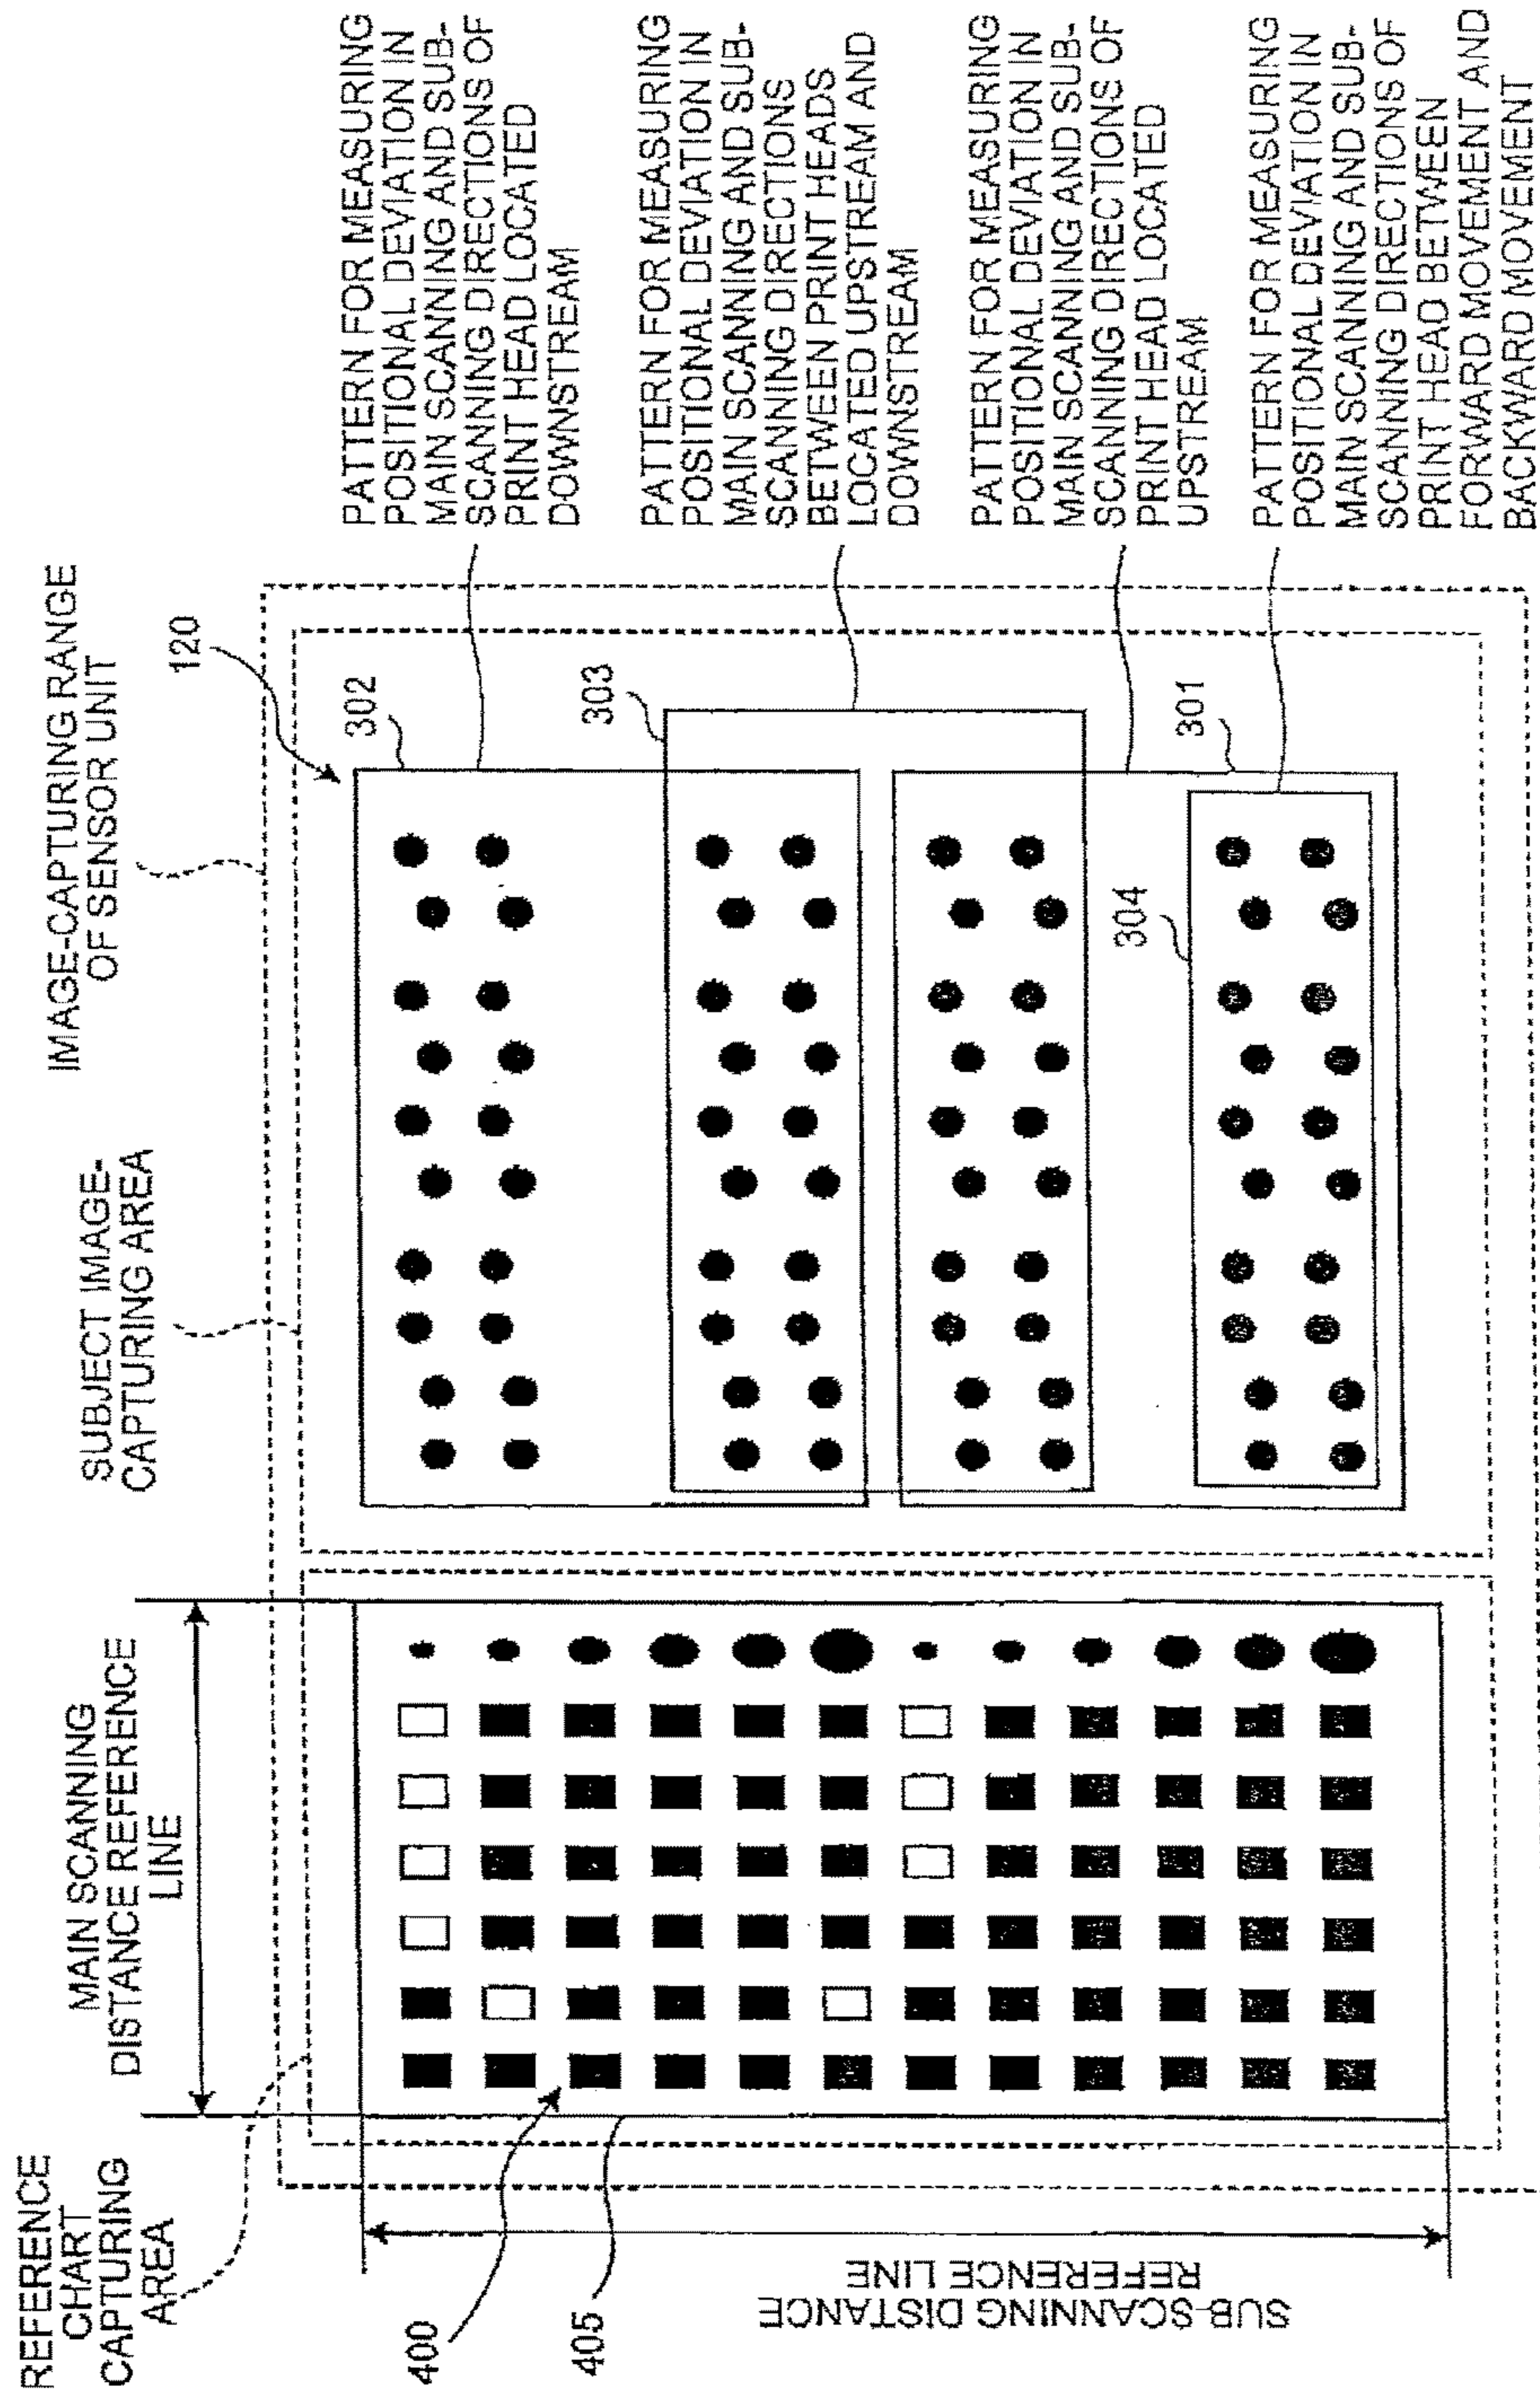 IMAGE-CAPTURING RANGE
OF SENSOR UNIT
SUBJECT IMAGE-
CAPTURING AREA
MAIN SCANNING
DISTANCE REFERENCE
LINE
REFERENCE
CHART
CAPTURING
AREA
120
302
303
301
304
400
405
SUB-SCANNING DISTANCE
REFERENCE LINE
PATTERN FOR MEASURING
POSITIONAL DEVIATION IN
MAIN SCANNING AND SUB-
SCANNING DIRECTIONS OF
PRINT HEAD LOCATED
DOWNSTREAM
PATTERN FOR MEASURING
POSITIONAL DEVIATION IN
MAIN SCANNING AND SUB-
SCANNING DIRECTIONS
BETWEEN PRINT HEADS
LOCATED UPSTREAM AND
DOWNSTREAM
PATTERN FOR MEASURING
POSITIONAL DEVIATION IN
MAIN SCANNING AND SUB-
SCANNING DIRECTIONS OF
PRINT HEAD LOCATED
UPSTREAM
PATTERN FOR MEASURING
POSITIONAL DEVIATION IN
MAIN SCANNING AND SUB-
SCANNING DIRECTIONS OF
PRINT HEAD BETWEEN
FORWARD MOVEMENT AND
BACKWARD MOVEMENT